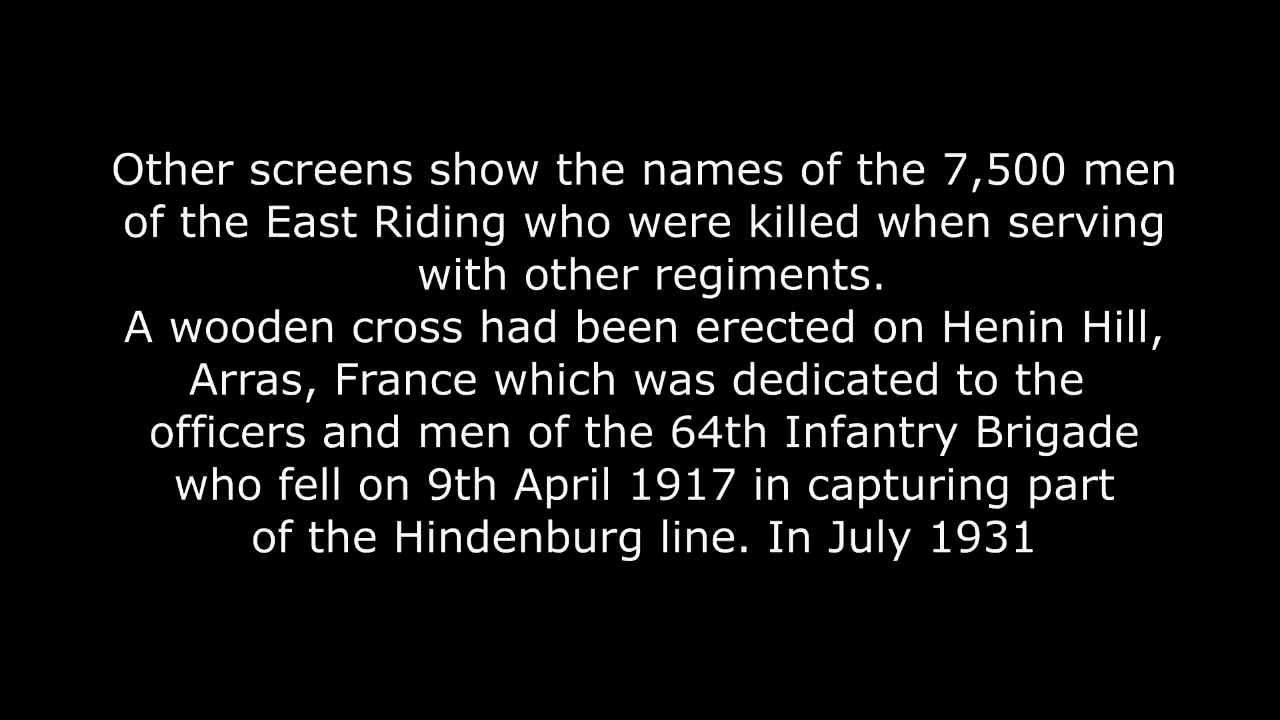 Other screens show the names of the 7,500 men
of the East Riding who were killed when serving
with other regiments.
A wooden cross had been erected on Henin Hill,
Arras, France which was dedicated to the
officers and men of the 64th Infantry Brigade
who fell on 9th April 1917 in capturing part
of the Hindenburg line. In July 1931